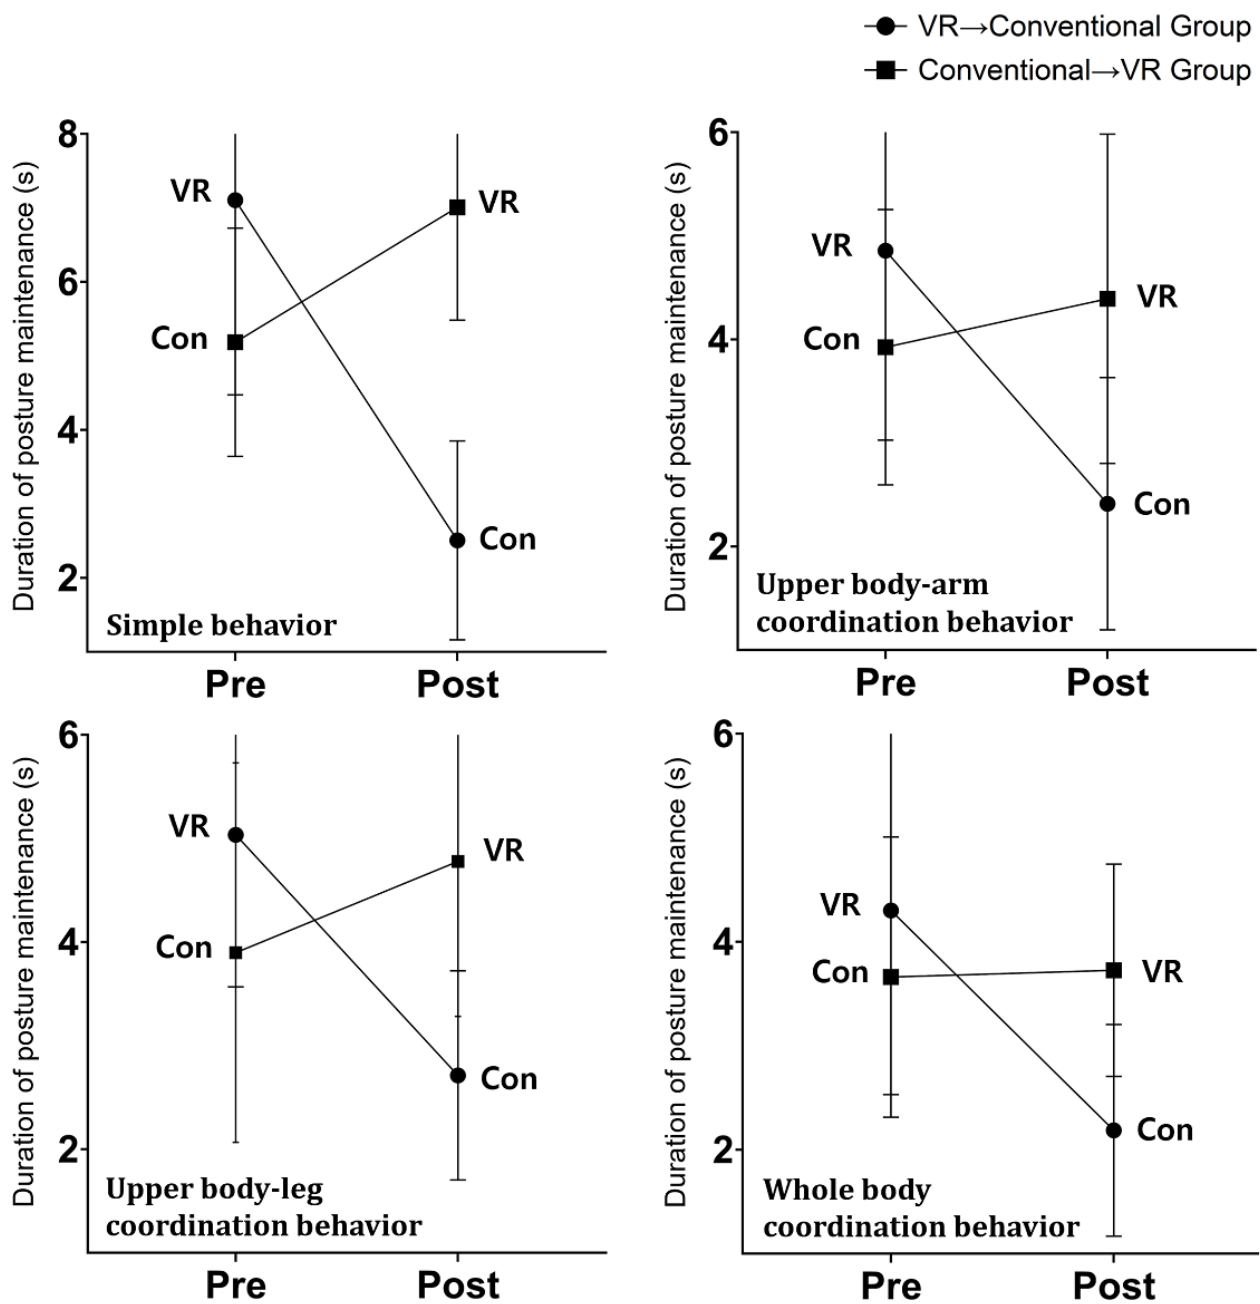 VR→Conventional Group
Conventional→VR Group
Duration of posture maintenance (s)
8
6
4
2
VR
Con
VR
Con
Simple behavior
Pre
Post
Duration of posture maintenance (s)
6
4
2
VR
Con
VR
Con
Upper body-arm
coordination behavior
Pre
Post
Duration of posture maintenance (s)
6
4
2
VR
Con
VR
Con
Upper body-leg
coordination behavior
Pre
Post
Duration of posture maintenance (s)
6
4
2
VR
Con
VR
Con
Whole body
coordination behavior
Pre
Post